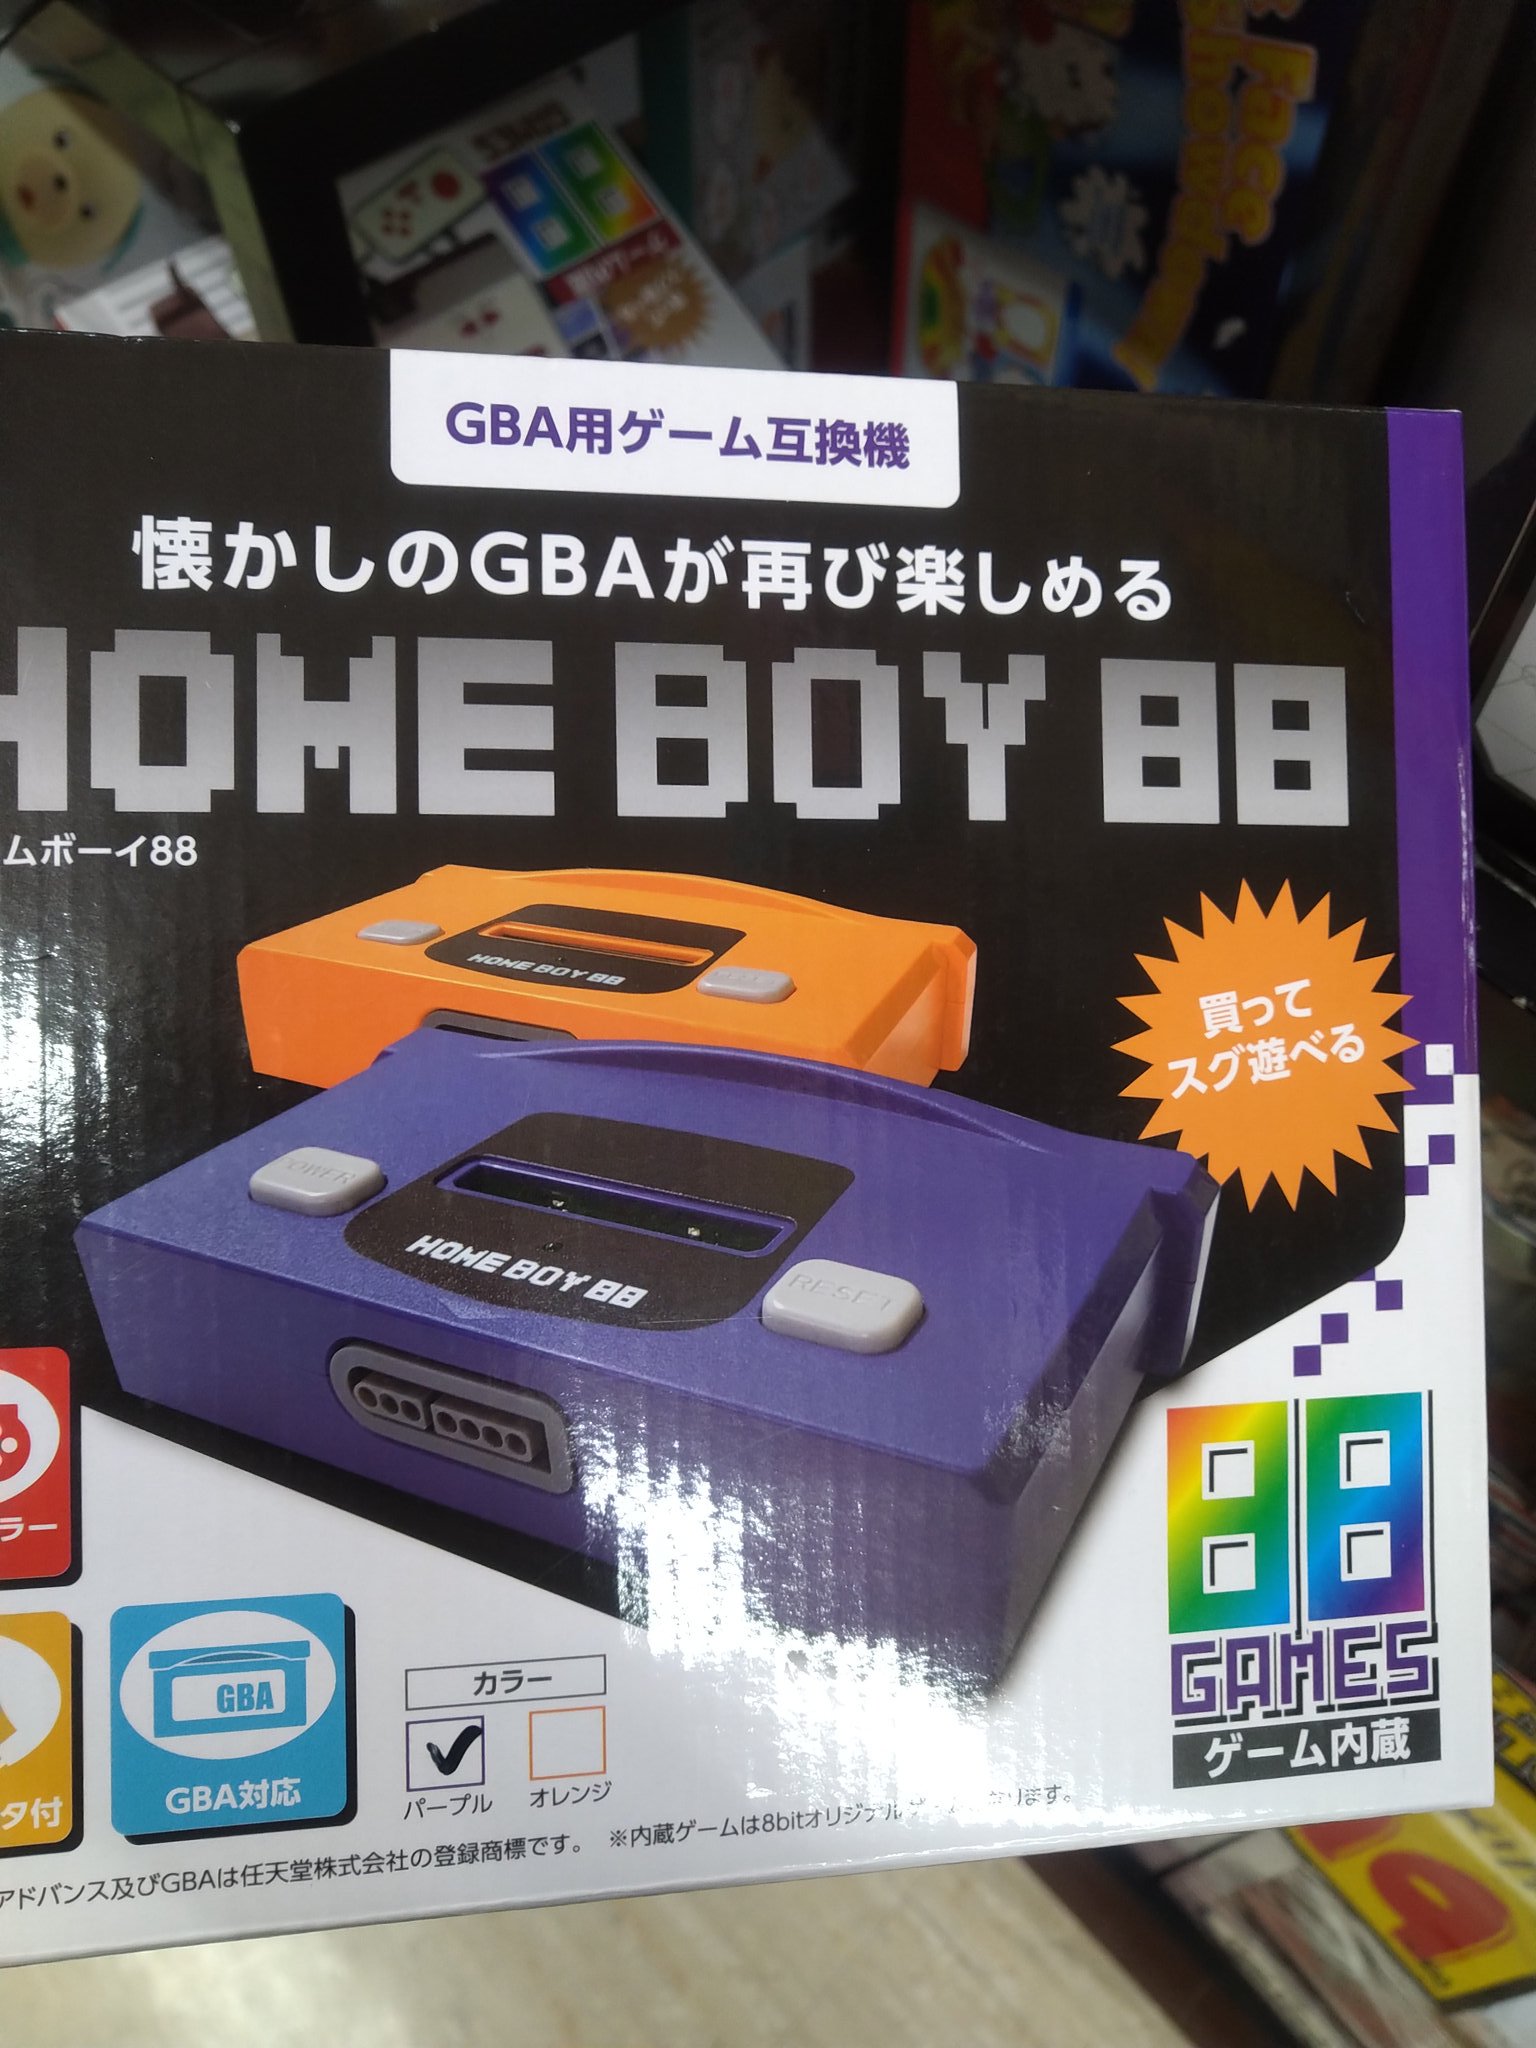 Face
GAMES
GBA用ゲーム互換機
懐かしのGBAが再び楽しめる
HOME BOY 88
ムボーイ88
HOME BOY 88
買って
スグ遊べる
POWER
HOME BOY 88
RESET
88
GAMES
ゲーム内蔵
ラー
タ付
GBA
GBA対応
カラー
パープル
オレンジ
アドバンス及びGBAは任天堂株式会社の登録商標です。 ※内蔵ゲームは8bitオリジナル
ります。